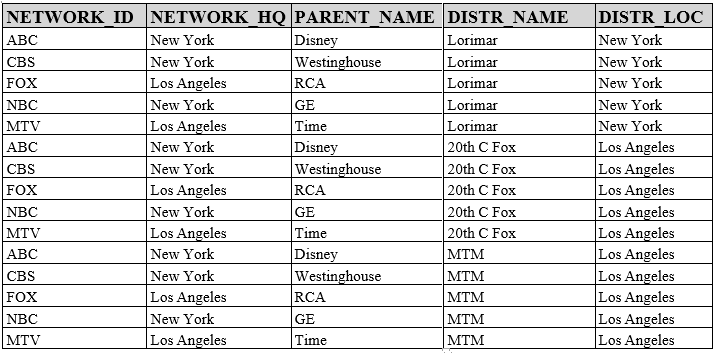 NETWORK_ID NETWORK_HQ PARENT_NAME DISTR_NAME DISTR_LOC
ABC New York Disney Lorimar New York
CBS New York Westinghouse Lorimar New York
FOX Los Angeles RCA Lorimar New York
NBC New York GE Lorimar New York
MTV Los Angeles Time Lorimar New York
ABC New York Disney 20th C Fox Los Angeles
CBS New York Westinghouse 20th C Fox Los Angeles
FOX Los Angeles RCA 20th C Fox Los Angeles
NBC New York GE 20th C Fox Los Angeles
MTV Los Angeles Time 20th C Fox Los Angeles
ABC New York Disney MTM Los Angeles
CBS New York Westinghouse MTM Los Angeles
FOX Los Angeles RCA MTM Los Angeles
NBC New York GE MTM Los Angeles
MTV Los Angeles Time MTM Los Angeles